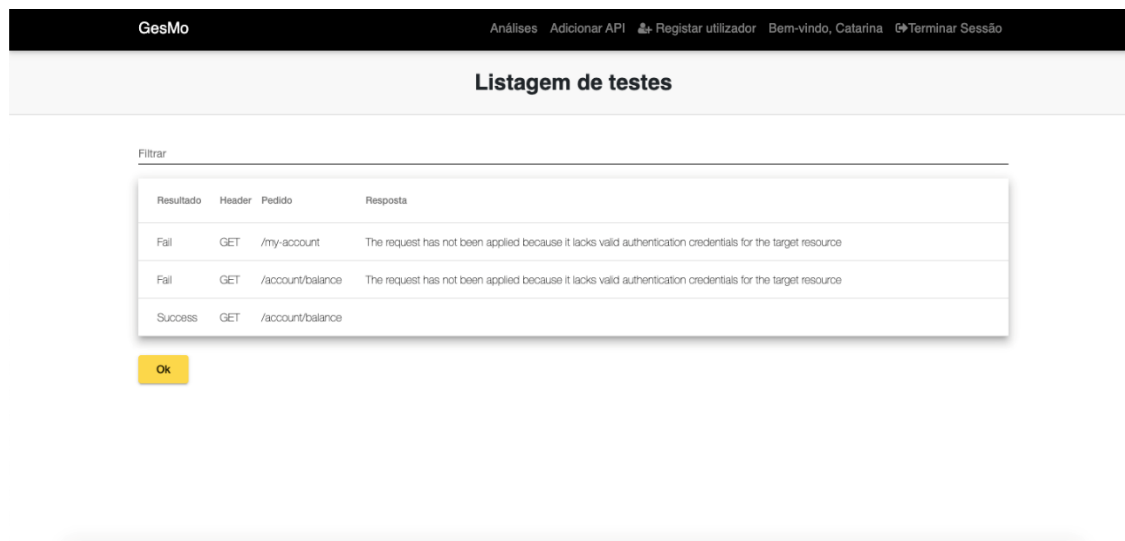 GesMo Análises Adicionar API Registar utilizador Bem-vindo, Catarina Terminar Sessão
Listagem de testes
Filtrar
Resultado Header Pedido Resposta
Fail GET /my-account The request has not been applied because it lacks valid authentication credentials for the target resource
Fail GET /account/balance The request has not been applied because it lacks valid authentication credentials for the target resource
Success GET /account/balance
Ok